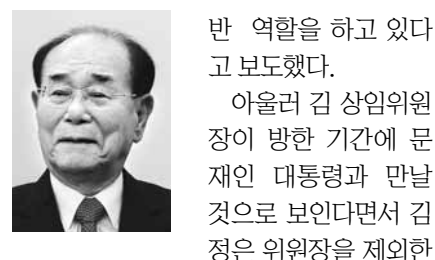 반 역할을 하고 있다
고 보도했다.
아울러 김 상임위원
장이 방한 기간에 문
재인 대통령과 만날
것으로 보인다면서 김
정은 위원장을 제외한